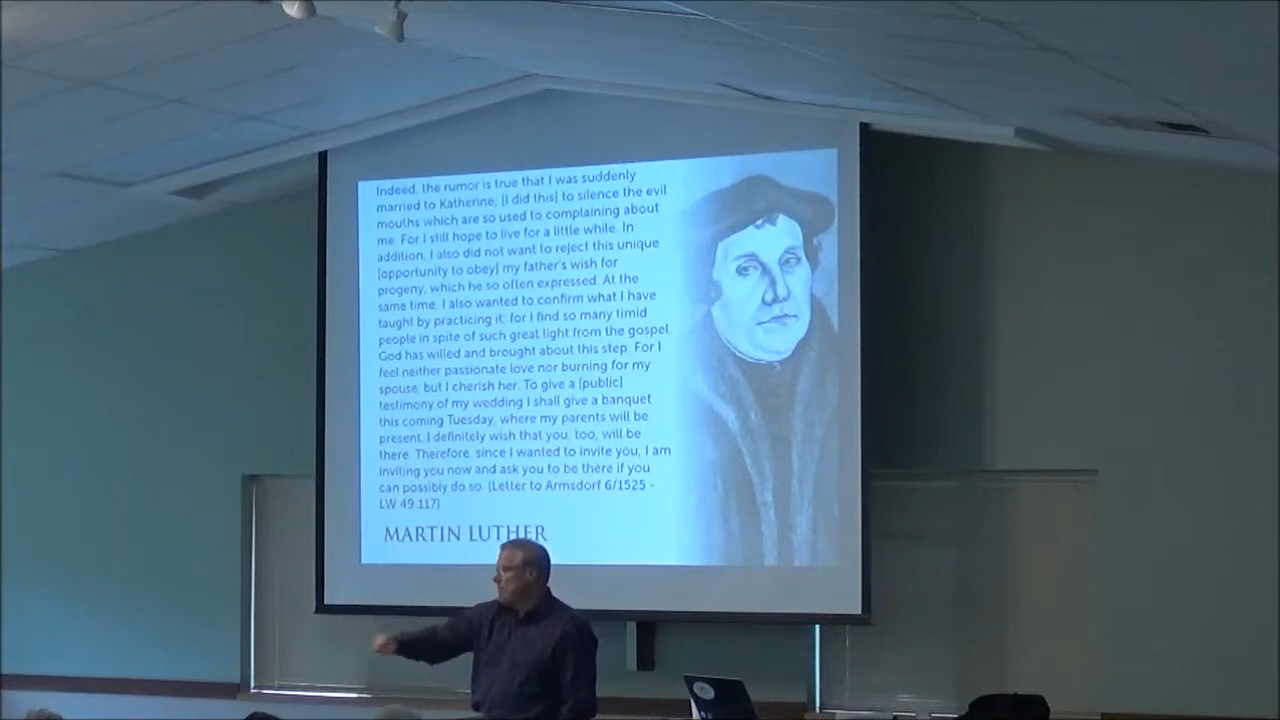 Indeed, the rumor is true that I was suddenly
married to Katherine; [I did this] to silence the evil
mouths which are so used to complaining about
me. For I still hope to live for a little while. In
addition, I also did not want to reject this unique
[opportunity to obey] my father's wish for
progeny, which he so often expressed. At the
same time, I also wanted to confirm what I have
taught by practicing it; for I find so many timid
people in spite of such great light from the gospel.
God has willed and brought about this step. For I
feel neither passionate love nor burning for my
spouse, but I cherish her. To give a [public]
testimony of my wedding I shall give a banquet
this coming Tuesday, where my parents will be
present. I definitely wish that you, too, will be
there. Therefore, since I wanted to invite you, I am
inviting you now and ask you to be there if you
can possibly do so. (Letter to Armsdorf 6/1525 -
LW 49:117)
MARTIN LUTHER